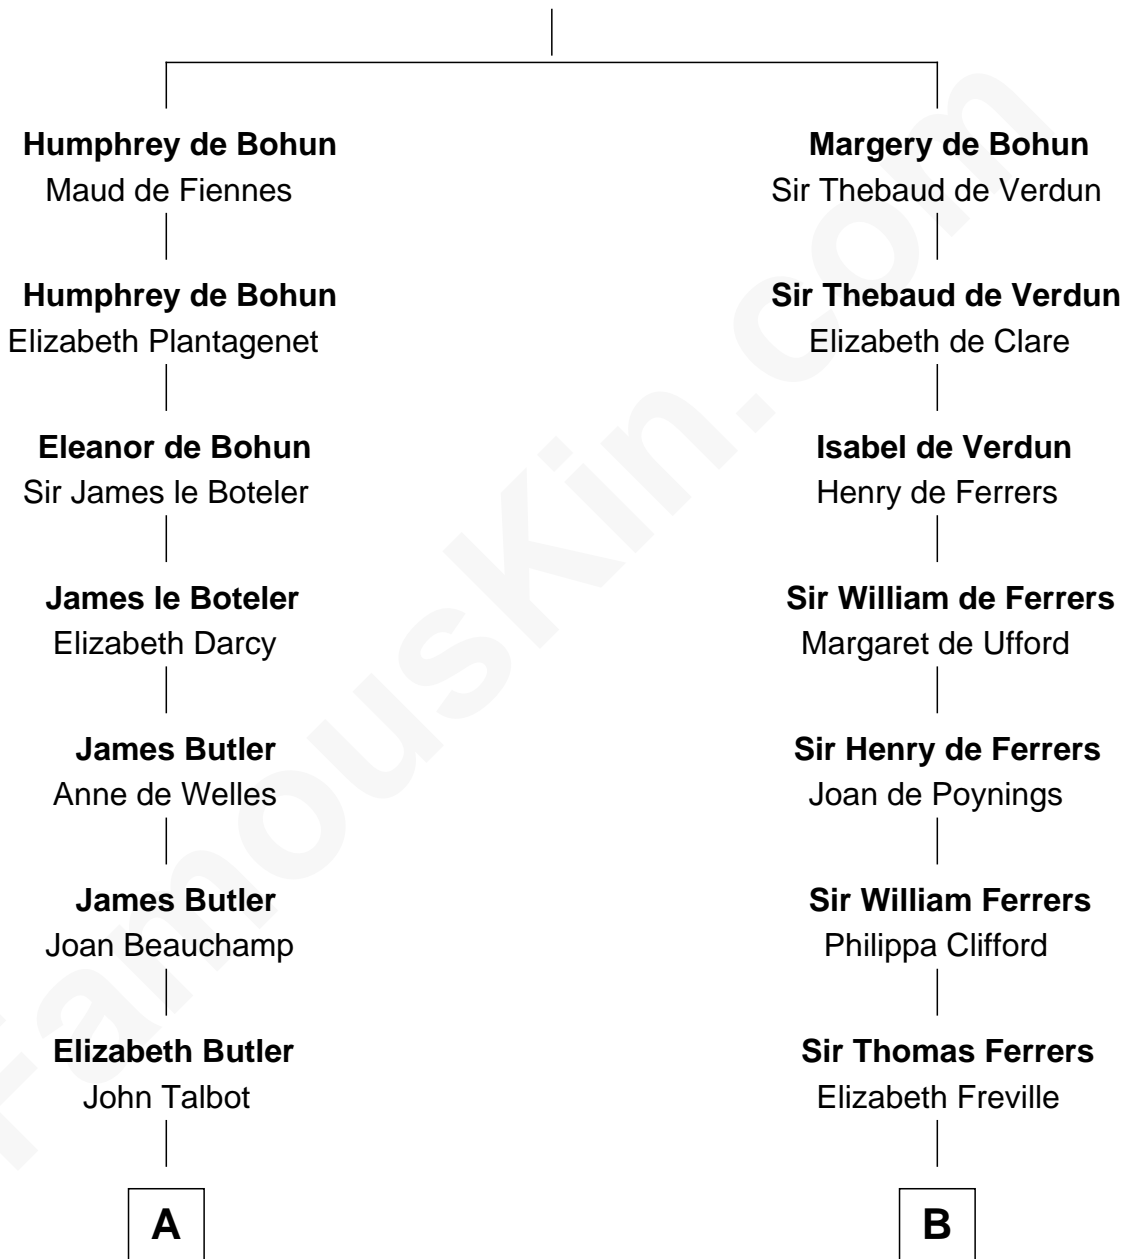 Humphrey de Bohun
Maud de Fiennes
Margery de Bohun
Sir Thebaud de Verdun
Humphrey de Bohun
Elizabeth Plantagenet
Sir Thebaud de Verdun
Elizabeth de Clare
Eleanor de Bohun
Sir James le Boteler
Isabel de Verdun
Henry de Ferrers
James le Boteler
Elizabeth Darcy
Sir William de Ferrers
Margaret de Ufford
James Butler
Anne de Welles
Sir Henry de Ferrers
Joan de Poynings
James Butler
Joan Beauchamp
Sir William Ferrers
Philippa Clifford
Elizabeth Butler
John Talbot
Sir Thomas Ferrers
Elizabeth Freville
A
B
FamousKin.com